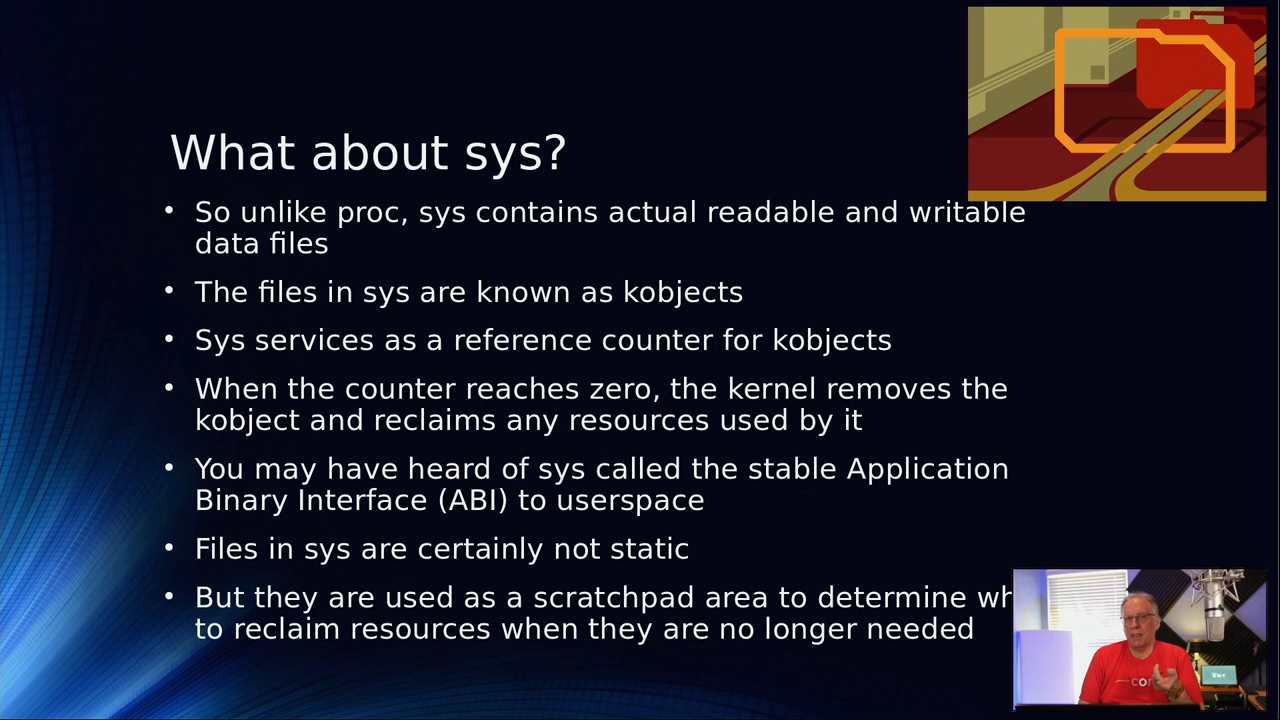 What about sys?
• So unlike proc, sys contains actual readable and writable
data files
• The files in sys are known as kobjects
• Sys services as a reference counter for kobjects
• When the counter reaches zero, the kernel removes the
kobject and reclaims any resources used by it
• You may have heard of sys called the stable Application
Binary Interface (ABI) to userspace
• Files in sys are certainly not static
• But they are used as a scratchpad area to determine wh
to reclaim resources when they are no longer needed